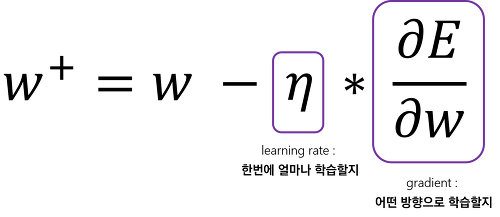 w⁺ = w − η * ∂E/∂w
learning rate :
한번에 얼마나 학습할지
gradient :
어떤 방향으로 학습할지